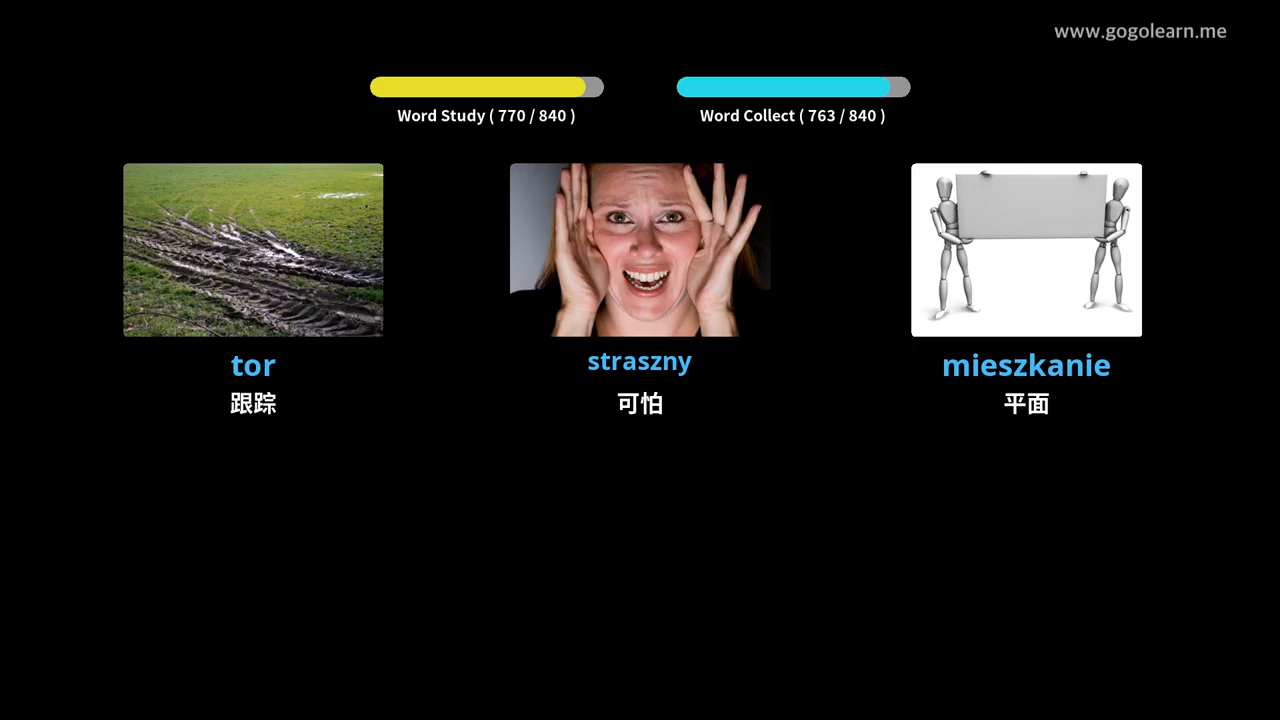 www.gogolearn.me
Word Study ( 770 / 840 )
Word Collect ( 763 / 840 )
tor
straszny
mieszkanie
跟踪
可怕
平面